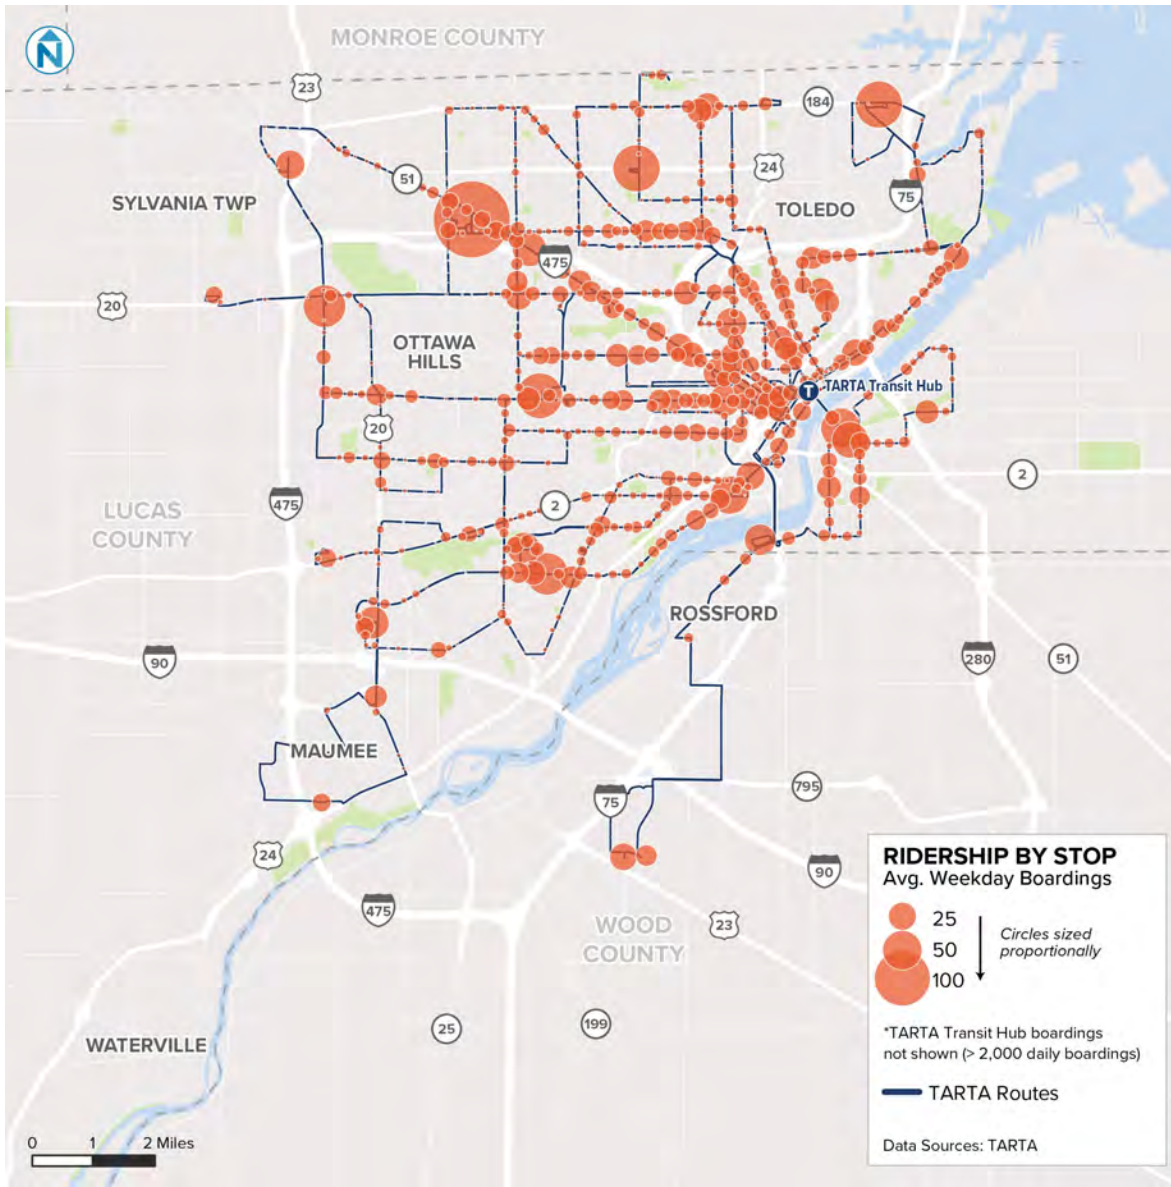 N
MONROE COUNTY
23
184
51
24
SYLVANIA TWP
TOLEDO
75
475
20
OTTAWA
HILLS
T
TARTA Transit Hub
20
2
475
2
LUCAS
COUNTY
ROSSFORD
90
280
51
MAUMEE
75
795
24
90
475
WOOD
COUNTY
23
25
199
WATERVILLE
0 1 2 Miles
RIDERSHIP BY STOP
Avg. Weekday Boardings
25
50
100
Circles sized
proportionally
*TARTA Transit Hub boardings
not shown (> 2,000 daily boardings)
TARTA Routes
Data Sources: TARTA